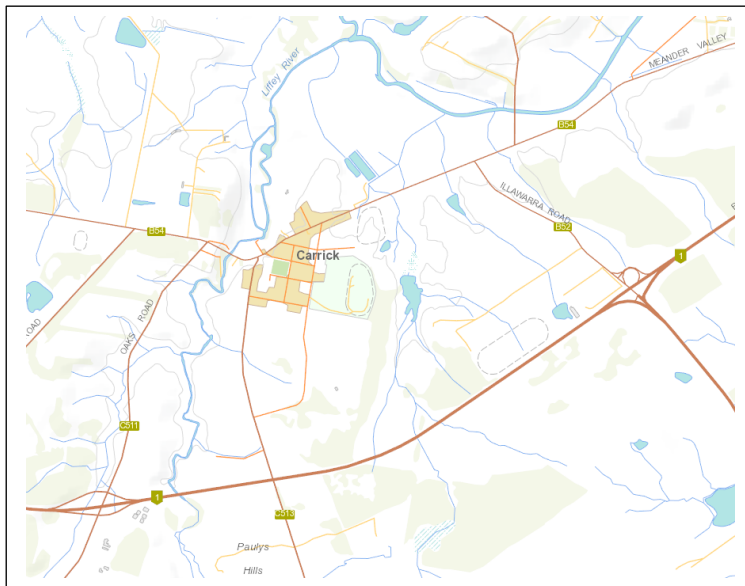 MEANDER VALLEY
Liffey River
B54
ILLAWARRA ROAD
B54
B52
Carrick
1
OAKS ROAD
ROAD
C511
1
C513
Paulys
Hills